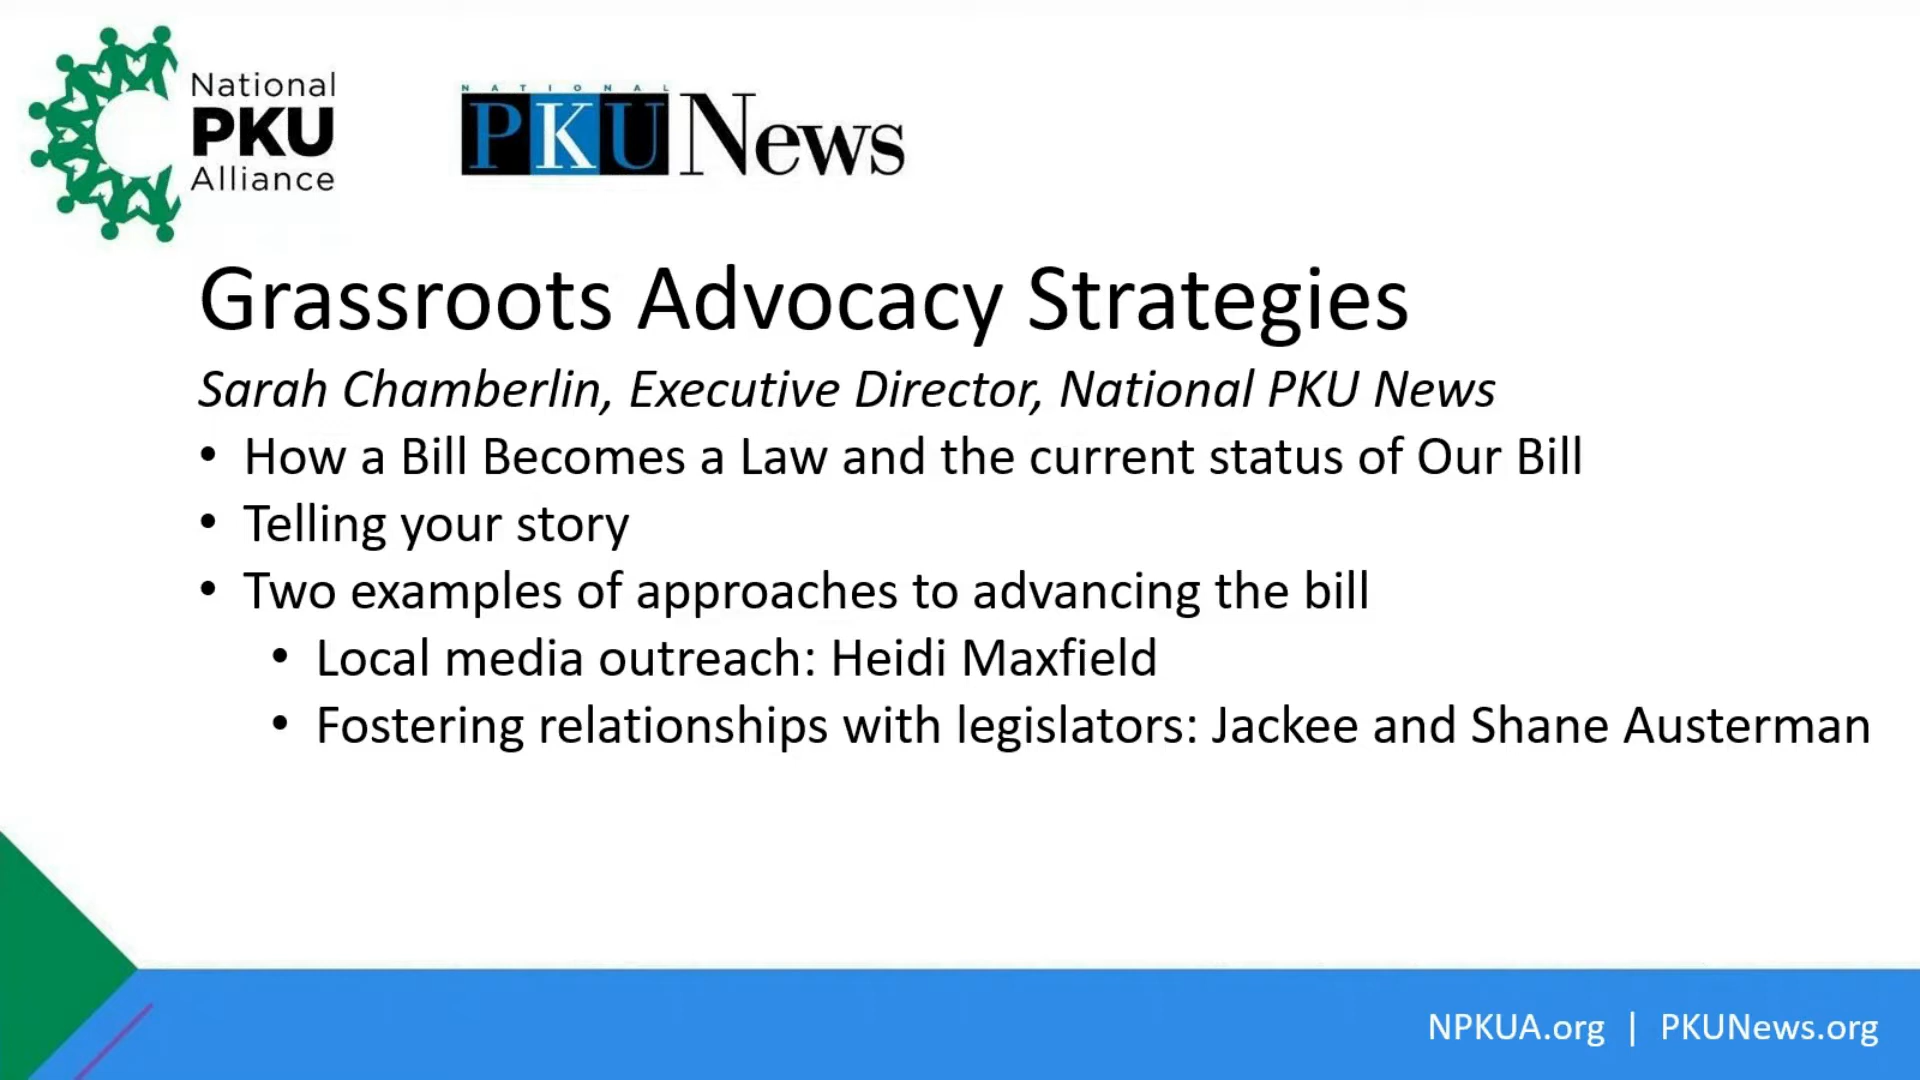 National
PKU
Alliance
NATIONAL
PKU News
Grassroots Advocacy Strategies
Sarah Chamberlin, Executive Director, National PKU News
• How a Bill Becomes a Law and the current status of Our Bill
• Telling your story
• Two examples of approaches to advancing the bill
• Local media outreach: Heidi Maxfield
• Fostering relationships with legislators: Jackee and Shane Austerman
NPKUA.org | PKUNews.org